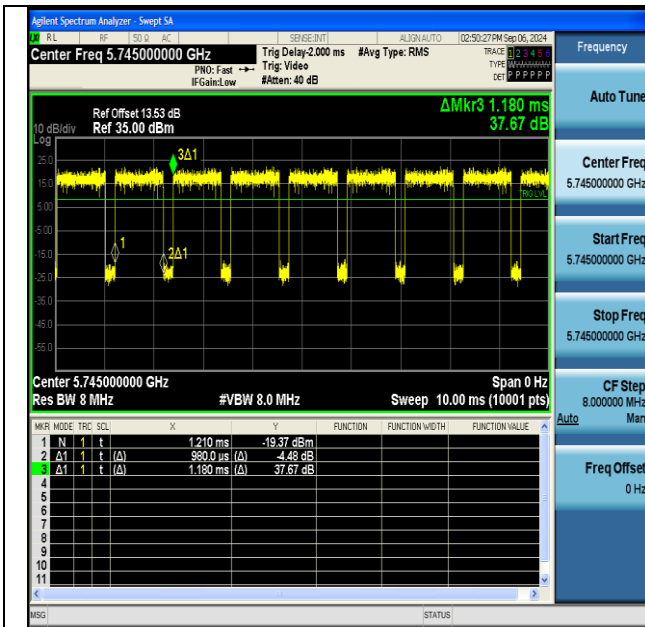 Agilent Spectrum Analyzer - Swept SA
RL RF 50 Ω AC SENSE:INT ALIGN AUTO 02:50:27 PM Sep 06, 2024
Center Freq 5.745000000 GHz
Trig Delay-2.000 ms #Avg Type: RMS
TRACE 1 2 3 4 5 6
PNO: Fast Trig: Video
TYPE
IFGain:Low #Atten: 40 dB
DET P P P P P P
Frequency
Auto Tune
Center Freq
5.745000000 GHz
Start Freq
5.745000000 GHz
Stop Freq
5.745000000 GHz
CF Step
8.000000 MHz
Auto Man
Freq Offset
0 Hz
ΔMkr3 1.180 ms
37.67 dB
Ref Offset 13.53 dB
10 dB/div Ref 35.00 dBm
Log
25.0
15.0
5.00
-5.00
-15.0
-25.0
-35.0
-45.0
-55.0
3Δ1
TRIG LVL
1
2Δ1
Center 5.745000000 GHz Span 0 Hz
Res BW 8 MHz #VBW 8.0 MHz Sweep 10.00 ms (10001 pts)
MKR MODE TRC SCL X Y FUNCTION FUNCTION WIDTH FUNCTION VALUE
1 N 1 t 1.210 ms -19.37 dBm
2 Δ1 1 t (Δ) 980.0 µs (Δ) -4.48 dB
3 Δ1 1 t (Δ) 1.180 ms (Δ) 37.67 dB
4
5
6
7
8
9
10
11
MSG STATUS